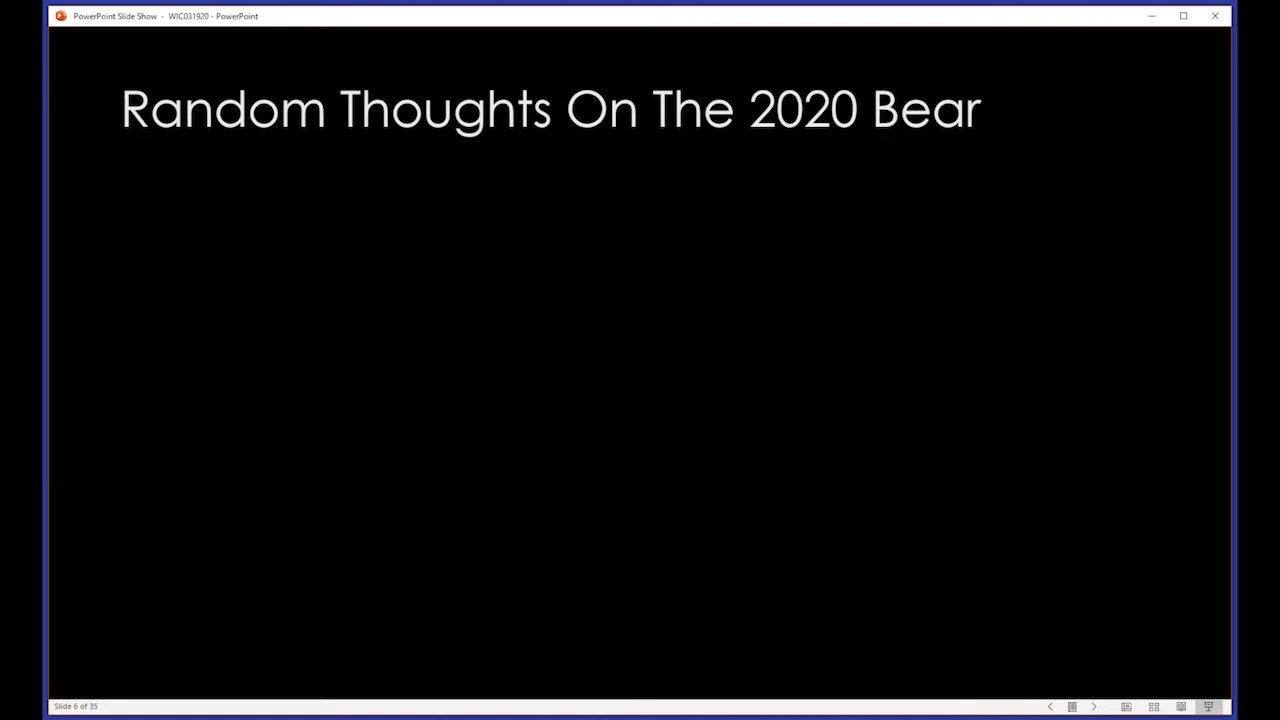 PowerPoint Slide Show - WIC031920 - PowerPoint
Random Thoughts On The 2020 Bear
Slide 6 of 35